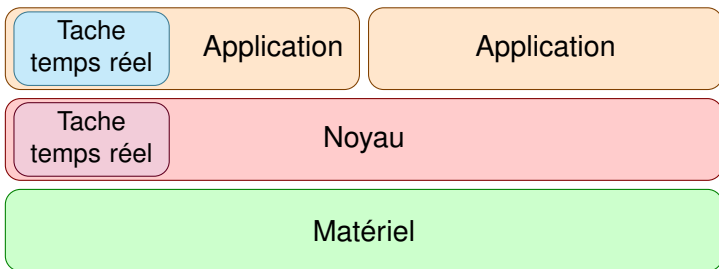 Tache
temps réel
Application
Application
Tache
temps réel
Noyau
Matériel